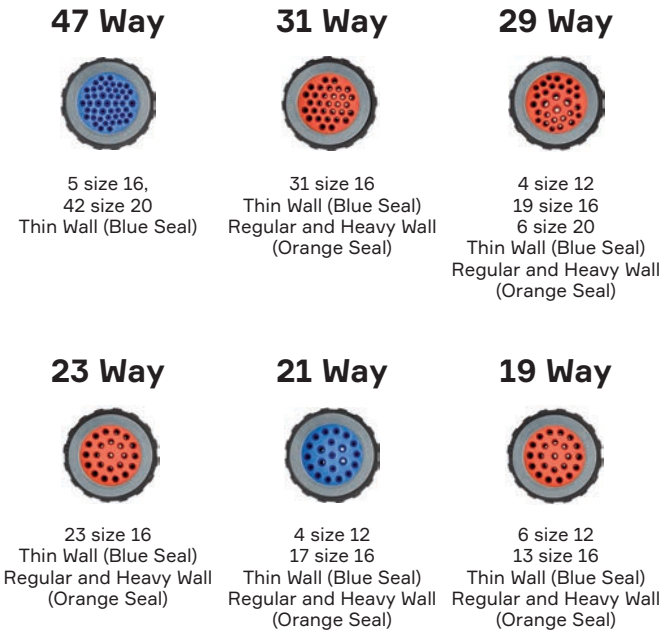 47 Way
5 size 16,
42 size 20
Thin Wall (Blue Seal)
31 Way
31 size 16
Thin Wall (Blue Seal)
Regular and Heavy Wall
(Orange Seal)
29 Way
4 size 12
19 size 16
6 size 20
Thin Wall (Blue Seal)
Regular and Heavy Wall
(Orange Seal)
23 Way
23 size 16
Thin Wall (Blue Seal)
Regular and Heavy Wall
(Orange Seal)
21 Way
4 size 12
17 size 16
Thin Wall (Blue Seal)
Regular and Heavy Wall
(Orange Seal)
19 Way
6 size 12
13 size 16
Thin Wall (Blue Seal)
Regular and Heavy Wall
(Orange Seal)